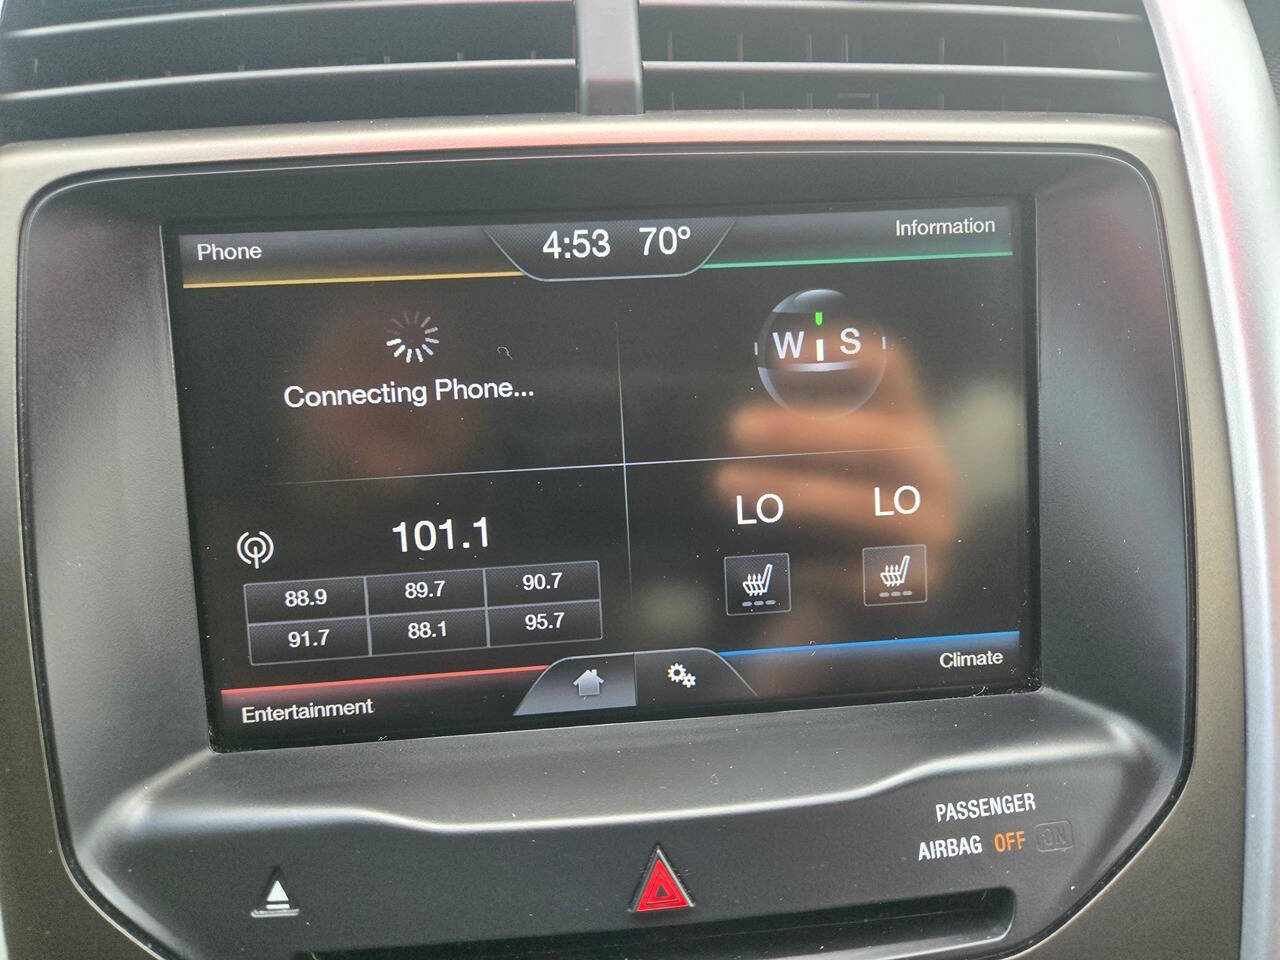 Phone
4:53 70°
Information
Connecting Phone...
W S
101.1
88.9 89.7 90.7
91.7 88.1 95.7
LO LO
Entertainment
Climate
PASSENGER
AIRBAG OFF ON